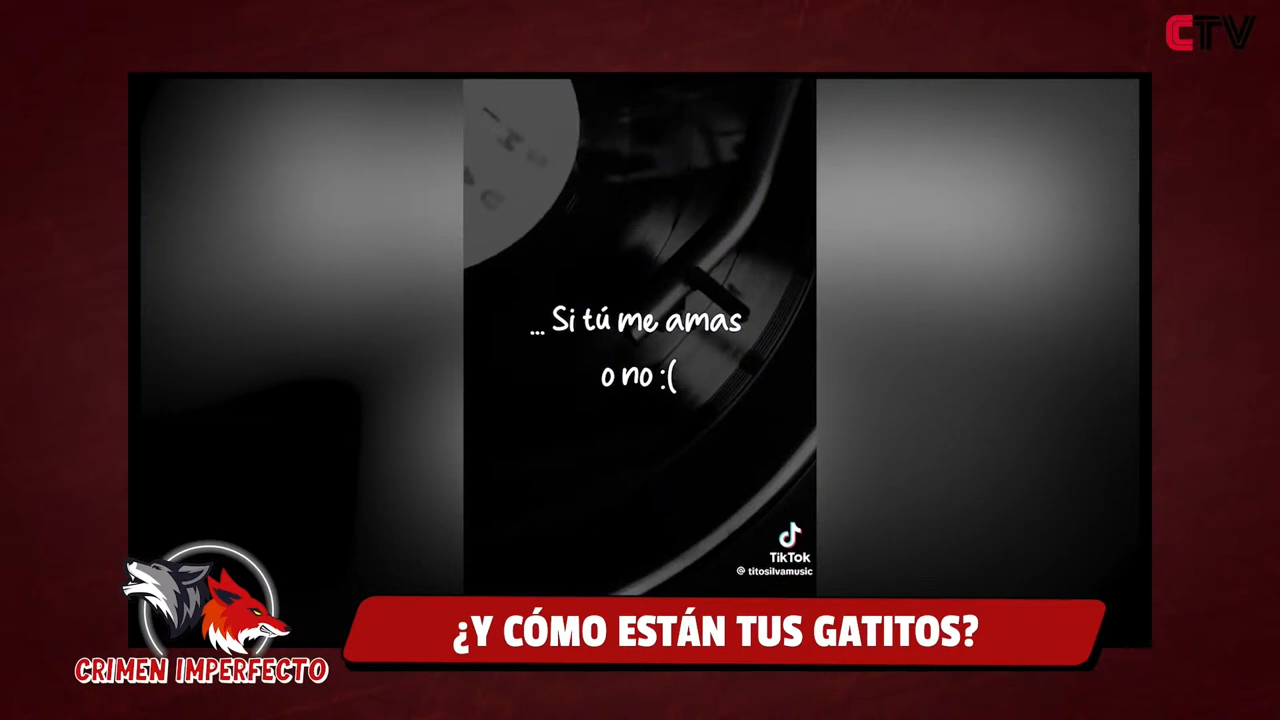 CTV
... Si tú me amas
o no :(
TikTok
@ titosilvamusic
¿Y CÓMO ESTÁN TUS GATITOS?
CRIMEN IMPERFECTO